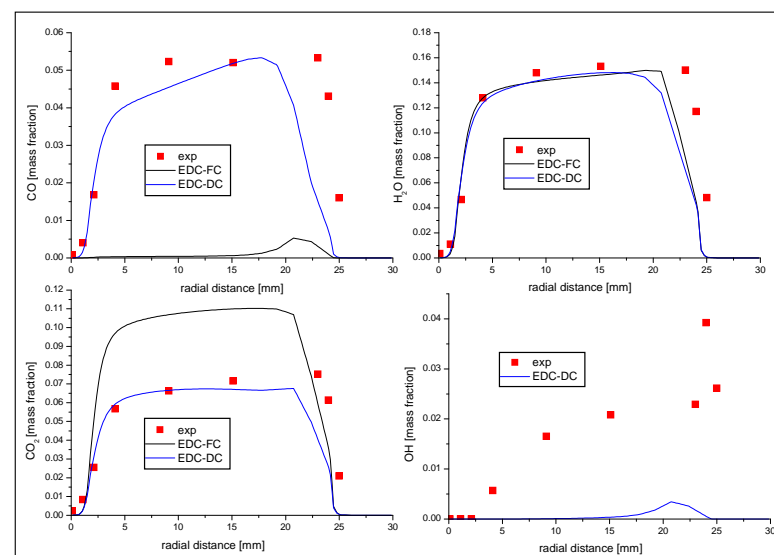 CO [mass fraction]
0.06
0.05
0.04
0.03
0.02
0.01
0.00
exp
EDC-FC
EDC-DC
0 5 10 15 20 25 30
radial distance [mm]
H₂O [mass fraction]
0.18
0.16
0.14
0.12
0.10
0.08
0.06
0.04
0.02
0.00
exp
EDC-FC
EDC-DC
0 5 10 15 20 25 30
radial distance [mm]
CO₂ [mass fraction]
0.12
0.11
0.10
0.09
0.08
0.07
0.06
0.05
0.04
0.03
0.02
0.01
0.00
exp
EDC-FC
EDC-DC
0 5 10 15 20 25 30
radial distance [mm]
OH [mass fraction]
0.04
0.03
0.02
0.01
0.00
exp
EDC-DC
0 5 10 15 20 25 30
radial distance [mm]